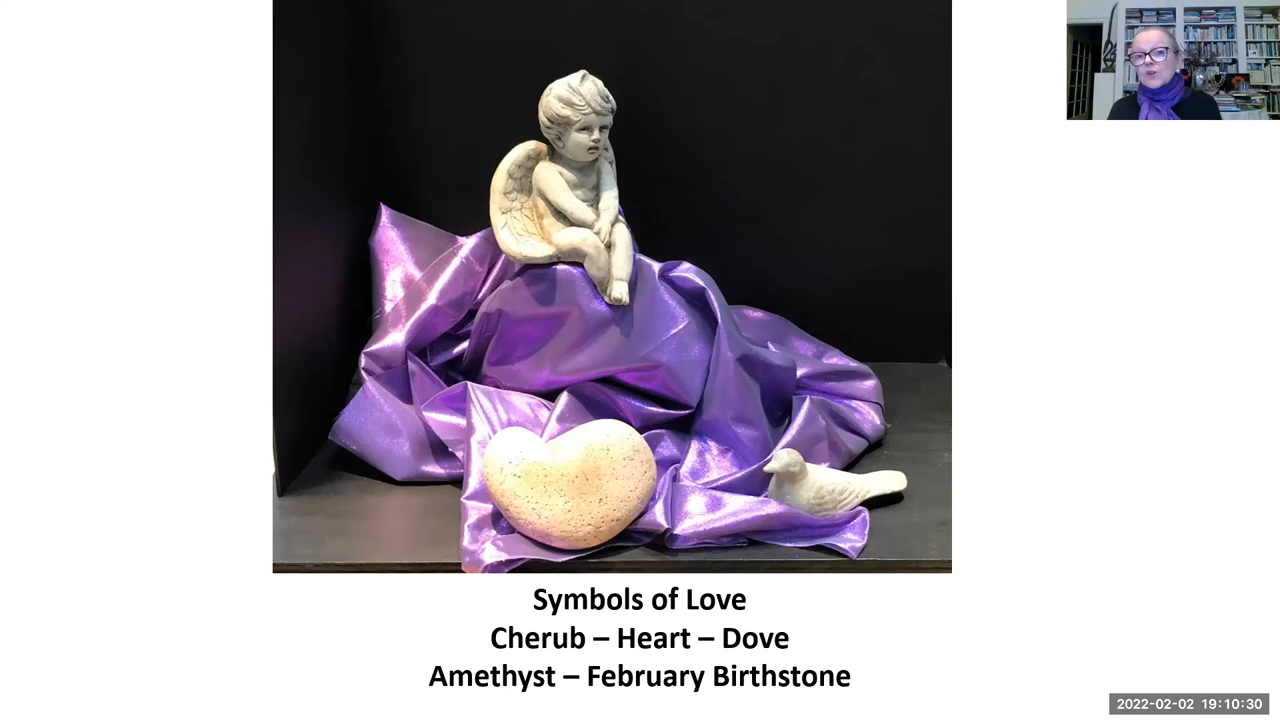 Symbols of Love
Cherub – Heart – Dove
Amethyst – February Birthstone
2022-02-02 19:10:30